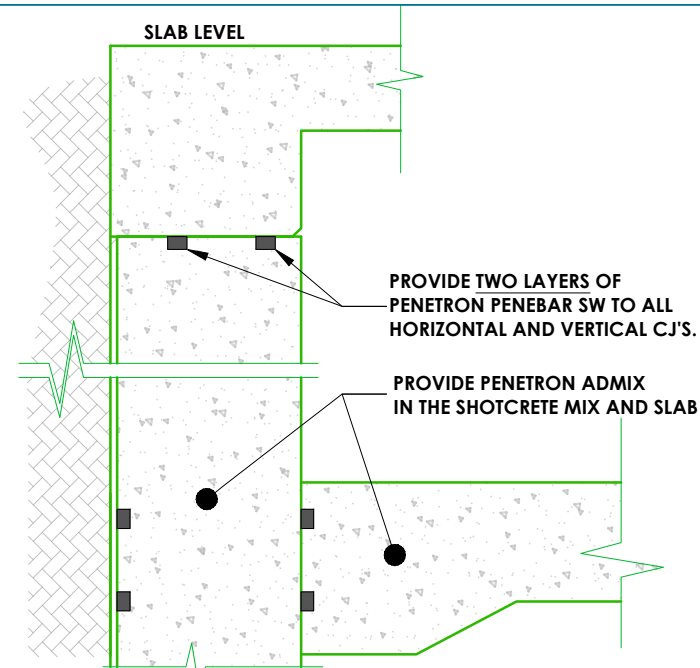 SLAB LEVEL
PROVIDE TWO LAYERS OF
PENETRON PENEBAR SW TO ALL
HORIZONTAL AND VERTICAL CJ'S.
PROVIDE PENETRON ADMIX
IN THE SHOTCRETE MIX AND SLAB